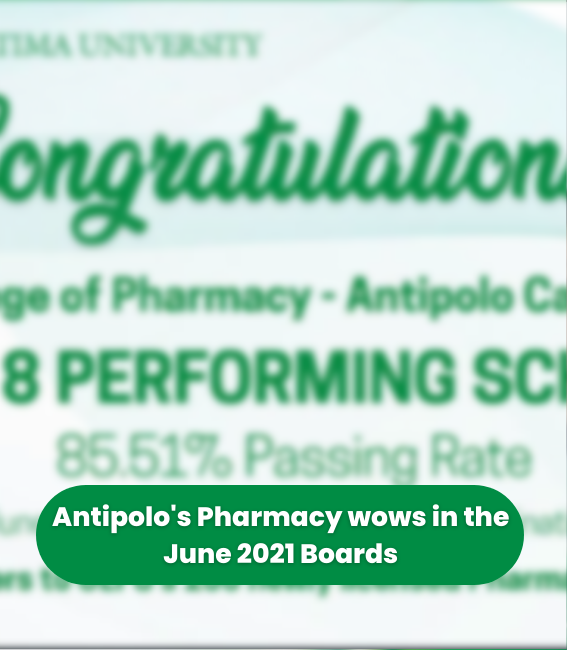 TIMA UNIVERSITY
ongratulation
ge of Pharmacy - Antipolo Ca
8 PERFORMING SC
85.51% Passing Rate
Antipolo's Pharmacy wows in the
June 2021 Boards